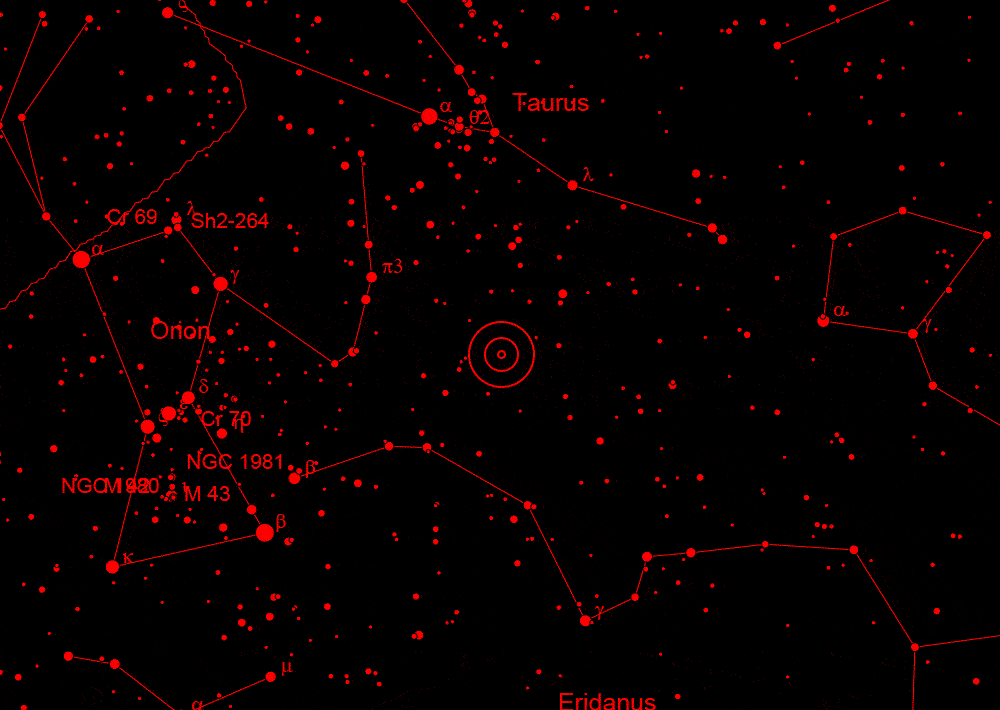 α
θ2
Taurus
λ
Cr 69
λ
Sh2-264
α
π3
γ
α
γ
Orion
δ
ε
ζ
Cr 70
η
NGC 1981
β
M 43
β
κ
γ
μ
α
Eridanus